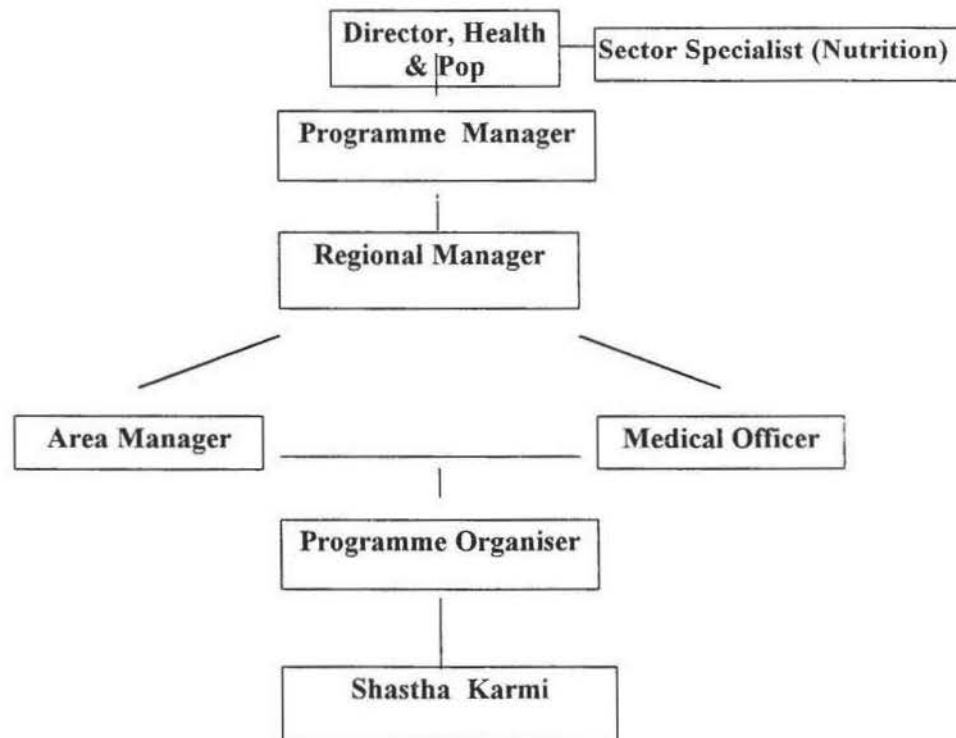 Director, Health
& Pop
Sector Specialist (Nutrition)
Programme Manager
Regional Manager
Area Manager
Medical Officer
Programme Organiser
Shastha Karmi